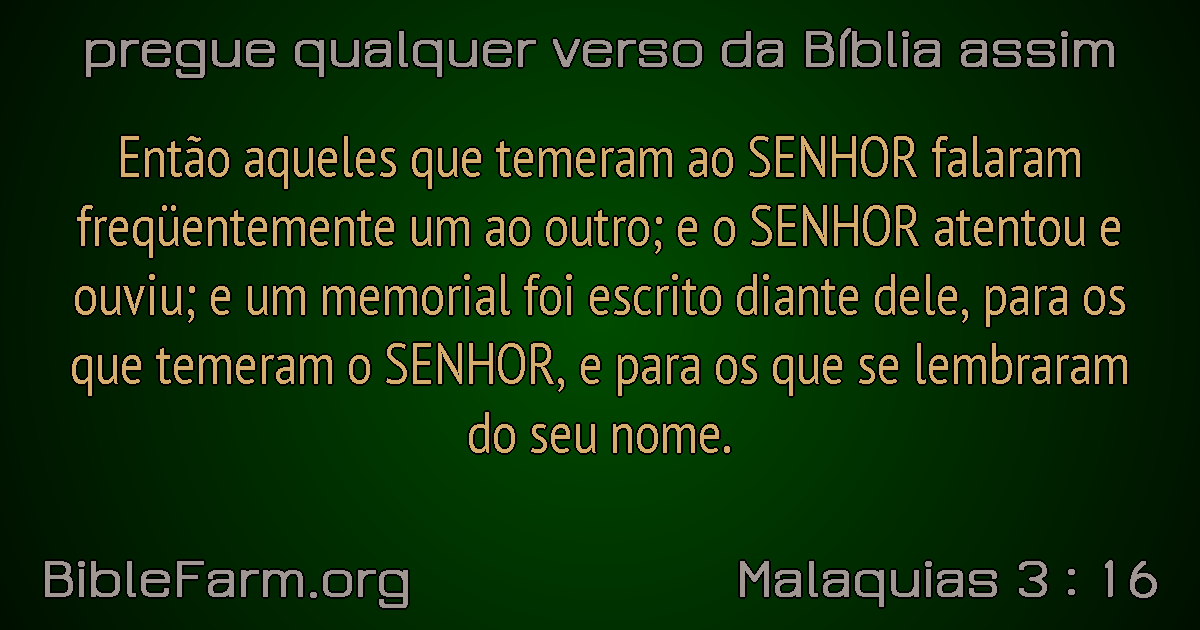 pregue qualquer verso da Bíblia assim
Então aqueles que temeram ao SENHOR falaram
freqüentemente um ao outro; e o SENHOR atentou e
ouviu; e um memorial foi escrito diante dele, para os
que temeram o SENHOR, e para os que se lembraram
do seu nome.
BibleFarm.org
Malaquias 3 : 16